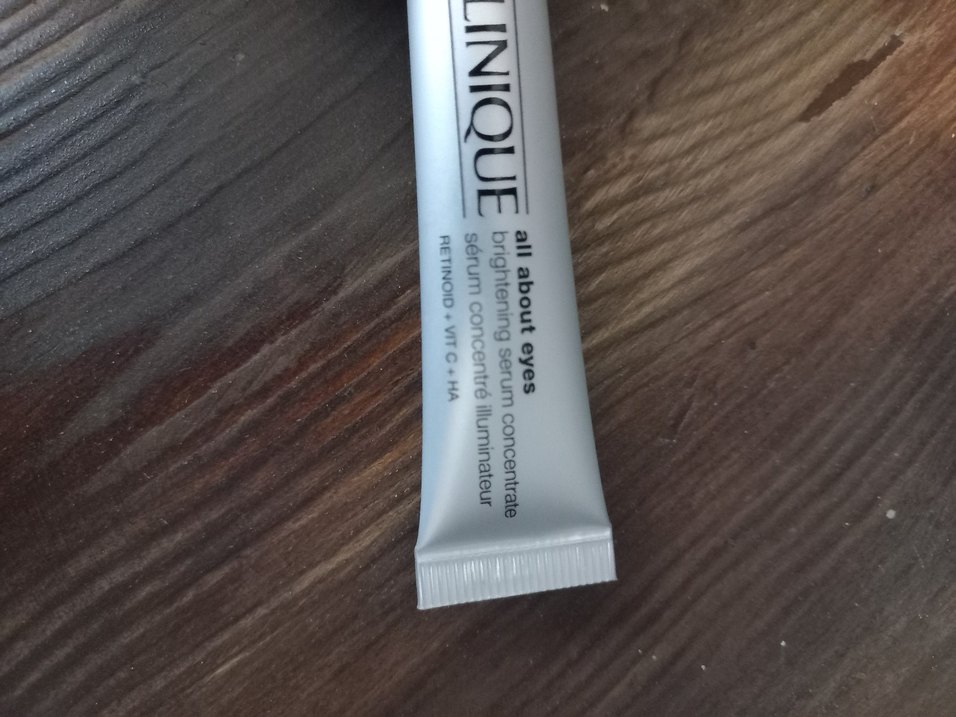 LINIQUE
all about eyes
brightening serum concentrate
sérum concentré illuminateur
RETINOID + VIT C + HA